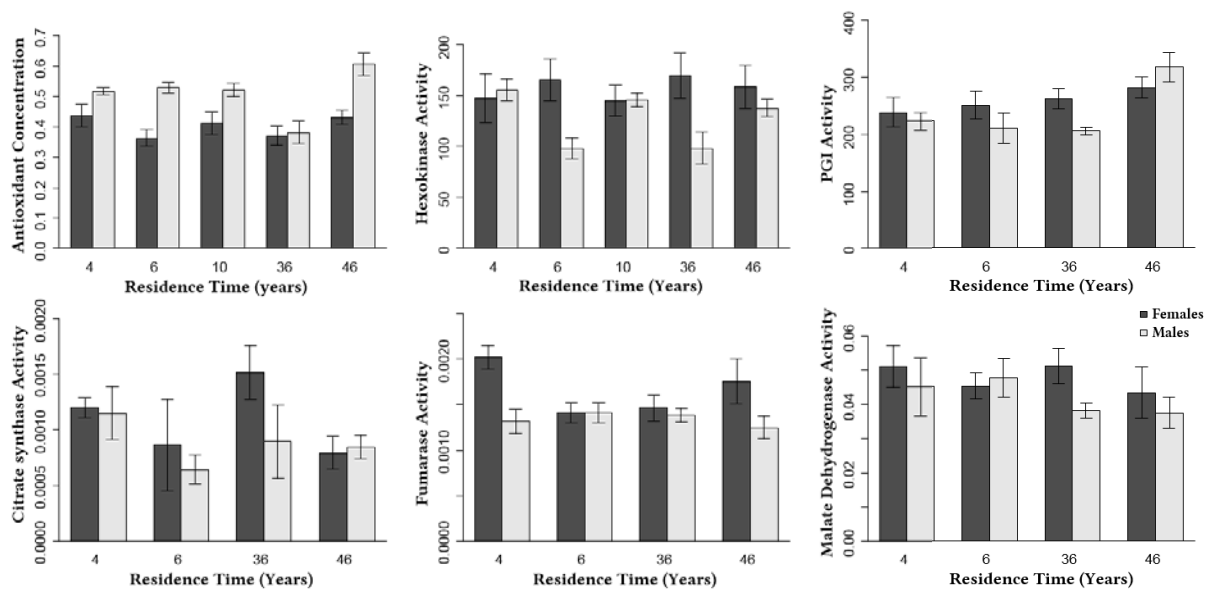 Antioxidant Concentration
0.0 0.1 0.2 0.3 0.4 0.5 0.6 0.7
4 6 10 36 46
Residence Time (years)
Hexokinase Activity
0 50 100 150 200
4 6 10 36 46
Residence Time (Years)
PGI Activity
0 100 200 300 400
4 6 36 46
Residence Time (Years)
Citrate synthase Activity
0.0000 0.0005 0.0010 0.0015 0.0020
4 6 36 46
Residence Time (Years)
Fumarase Activity
0.0000 0.0010 0.0020
4 6 36 46
Residence Time (Years)
Malate Dehydrogenase Activity
0.00 0.02 0.04 0.06
Females
Males
4 6 36 46
Residence Time (Years)